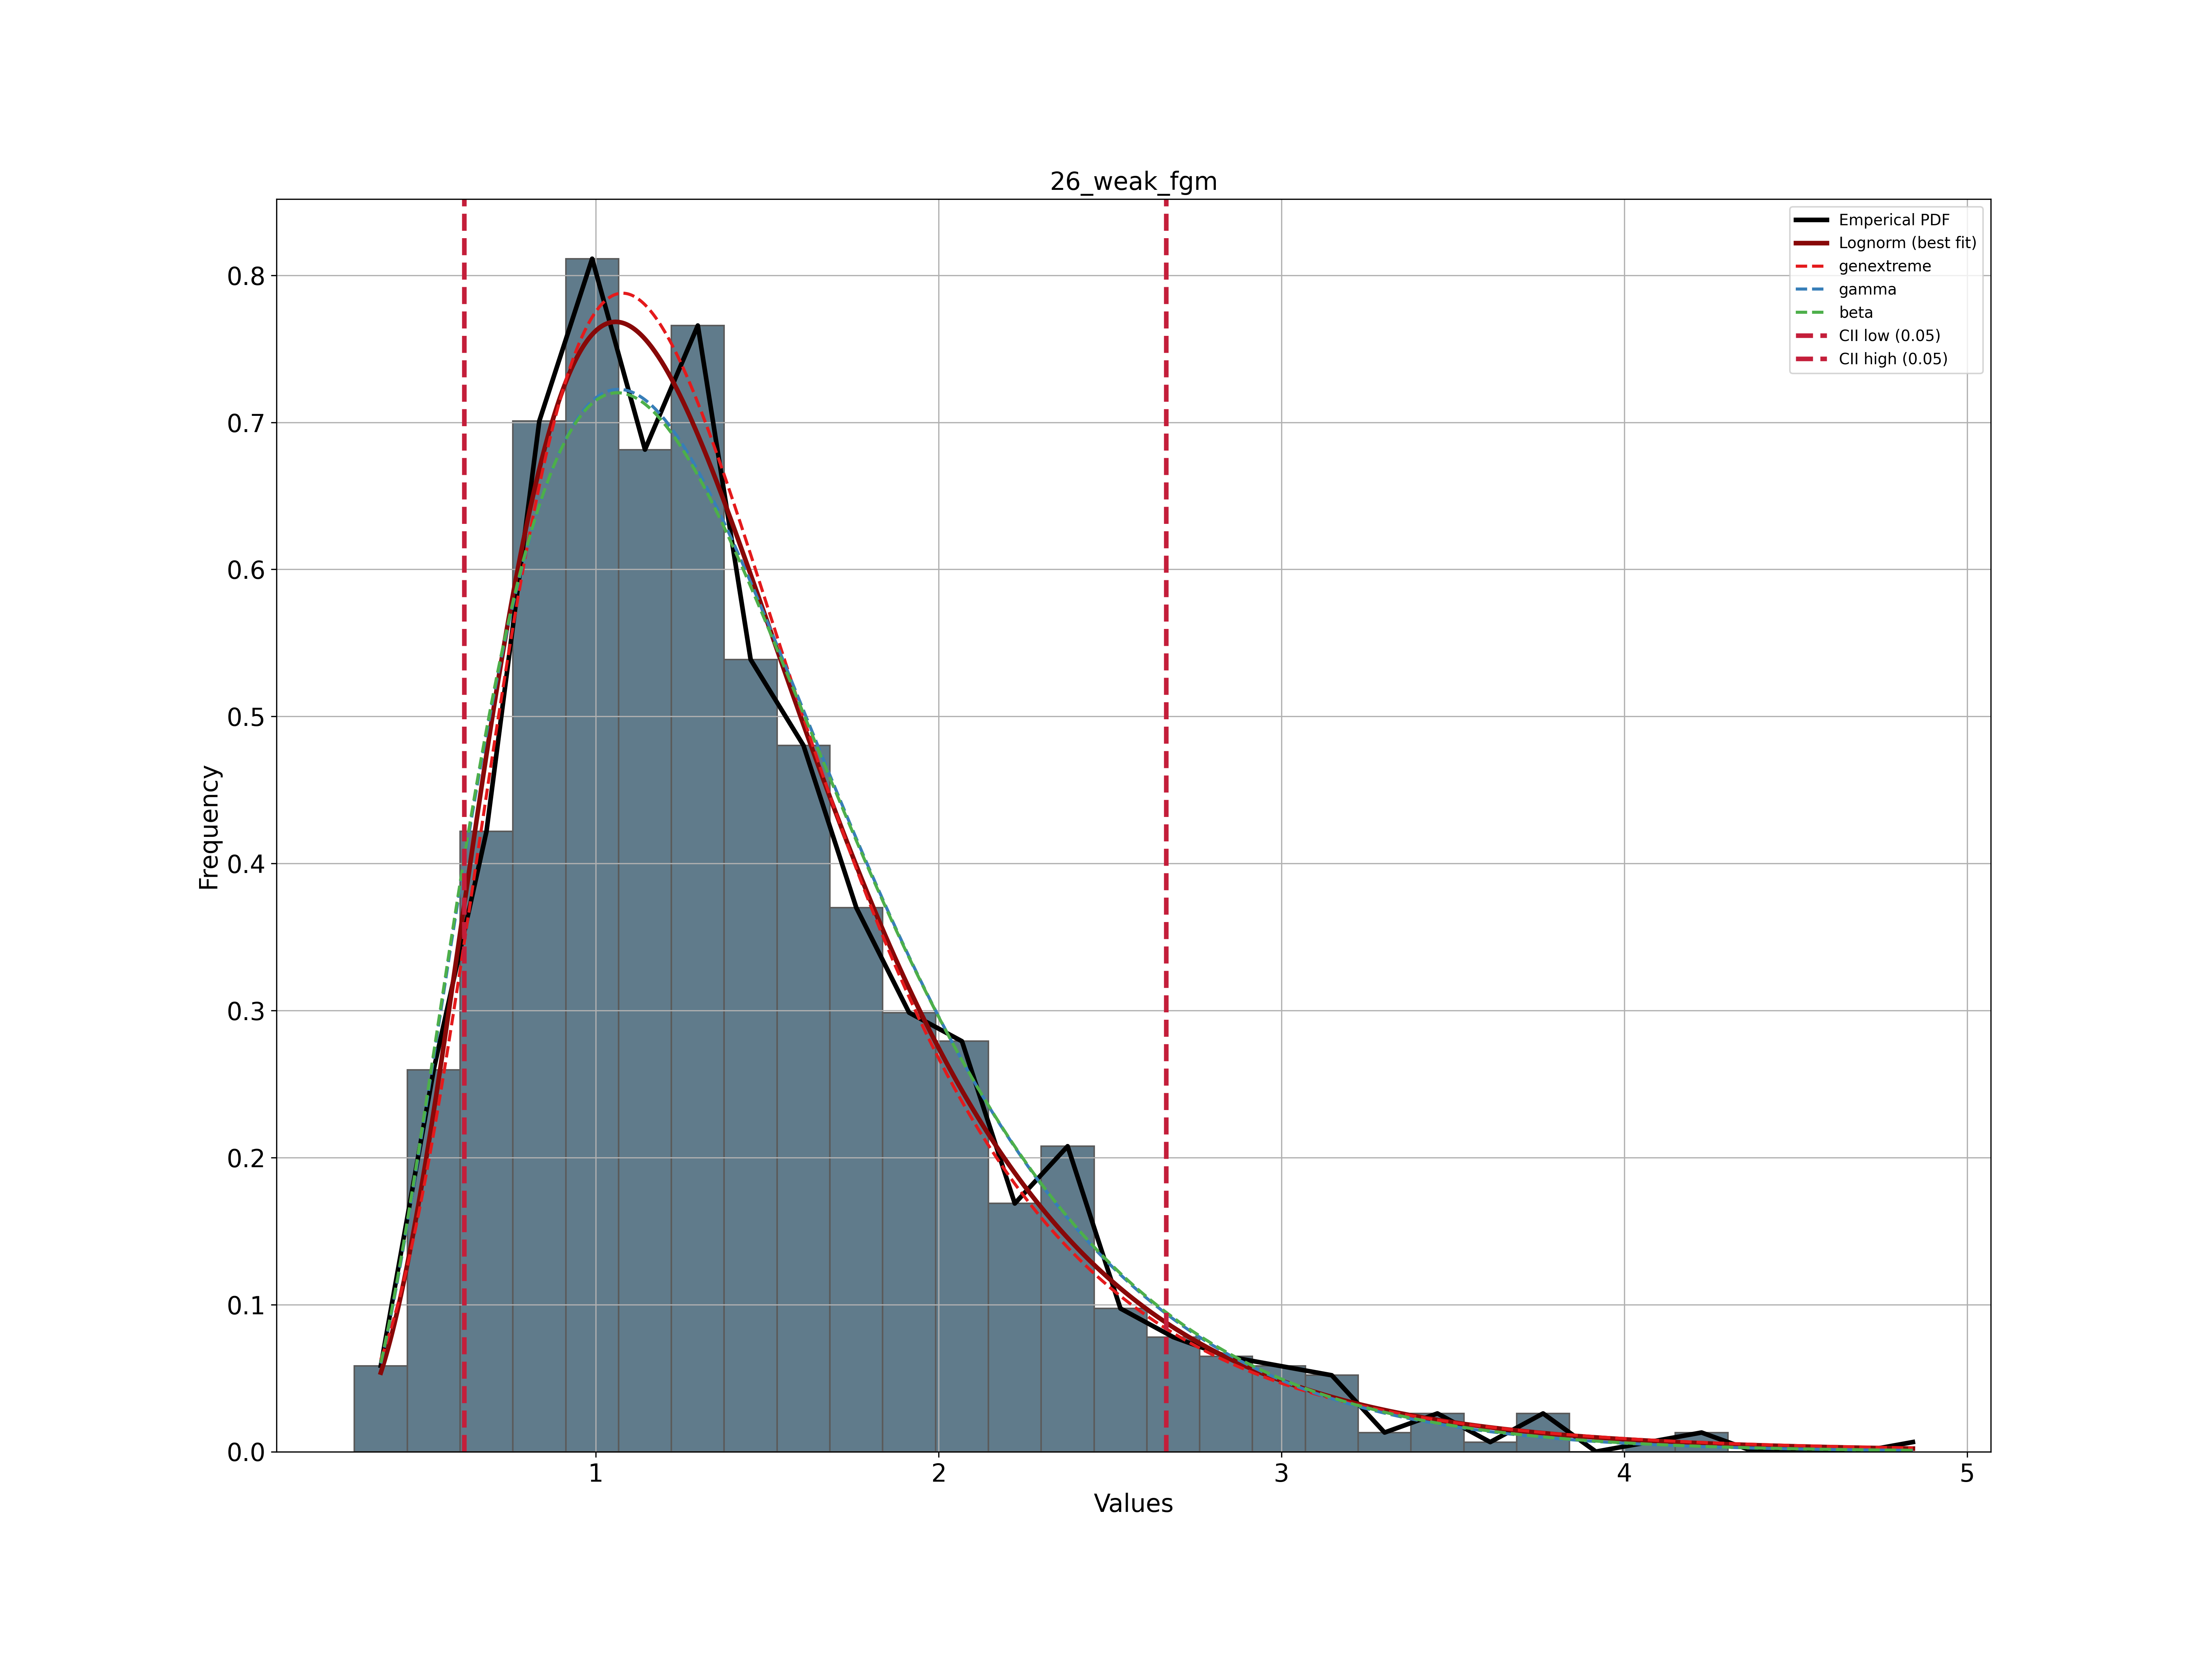 26_weak_fgm
Emperical PDF
Lognorm (best fit)
genextreme
gamma
beta
CII low (0.05)
CII high (0.05)
0.8
0.7
0.6
0.5
0.4
0.3
0.2
0.1
0.0
Frequency
1 2 3 4 5
Values